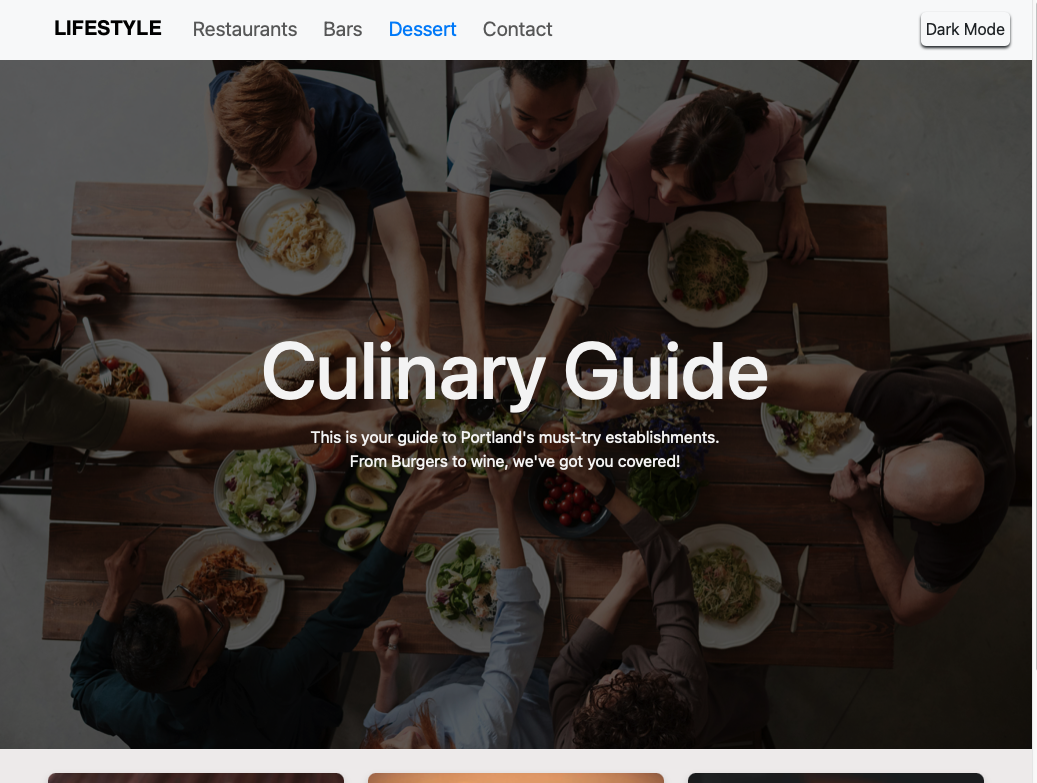 LIFESTYLE Restaurants Bars Dessert Contact Dark Mode
Culinary Guide
This is your guide to Portland's must-try establishments.
From Burgers to wine, we've got you covered!